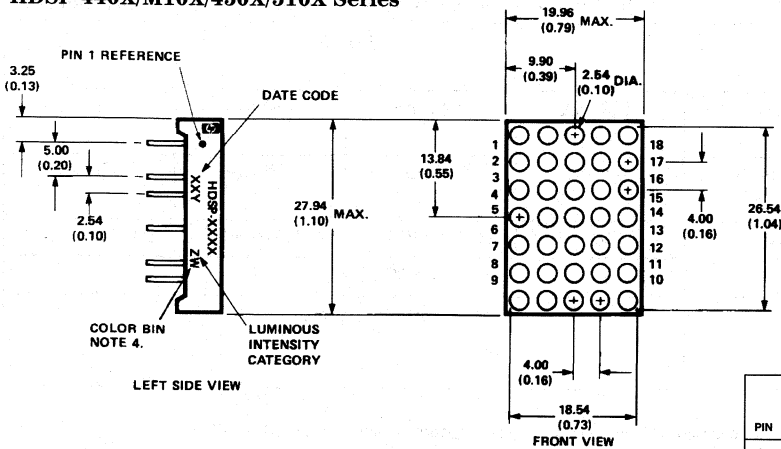 HDSP-440X/M10X/450X/510X Series
PIN 1 REFERENCE
3.25
(0.13)
DATE CODE
5.00
(0.20)
2.54
(0.10)
XXY
HDSP-XXXX
ZW
27.94
(1.10)
MAX.
COLOR BIN
NOTE 4.
LUMINOUS
INTENSITY
CATEGORY
LEFT SIDE VIEW
19.96
(0.79)
MAX.
9.90
(0.39)
2.54
(0.10)
DIA.
13.84
(0.55)
1
2
3
4
5
6
7
8
9
18
17
16
15
14
13
12
11
10
4.00
(0.16)
26.54
(1.04)
4.00
(0.16)
18.54
(0.73)
FRONT VIEW
PIN